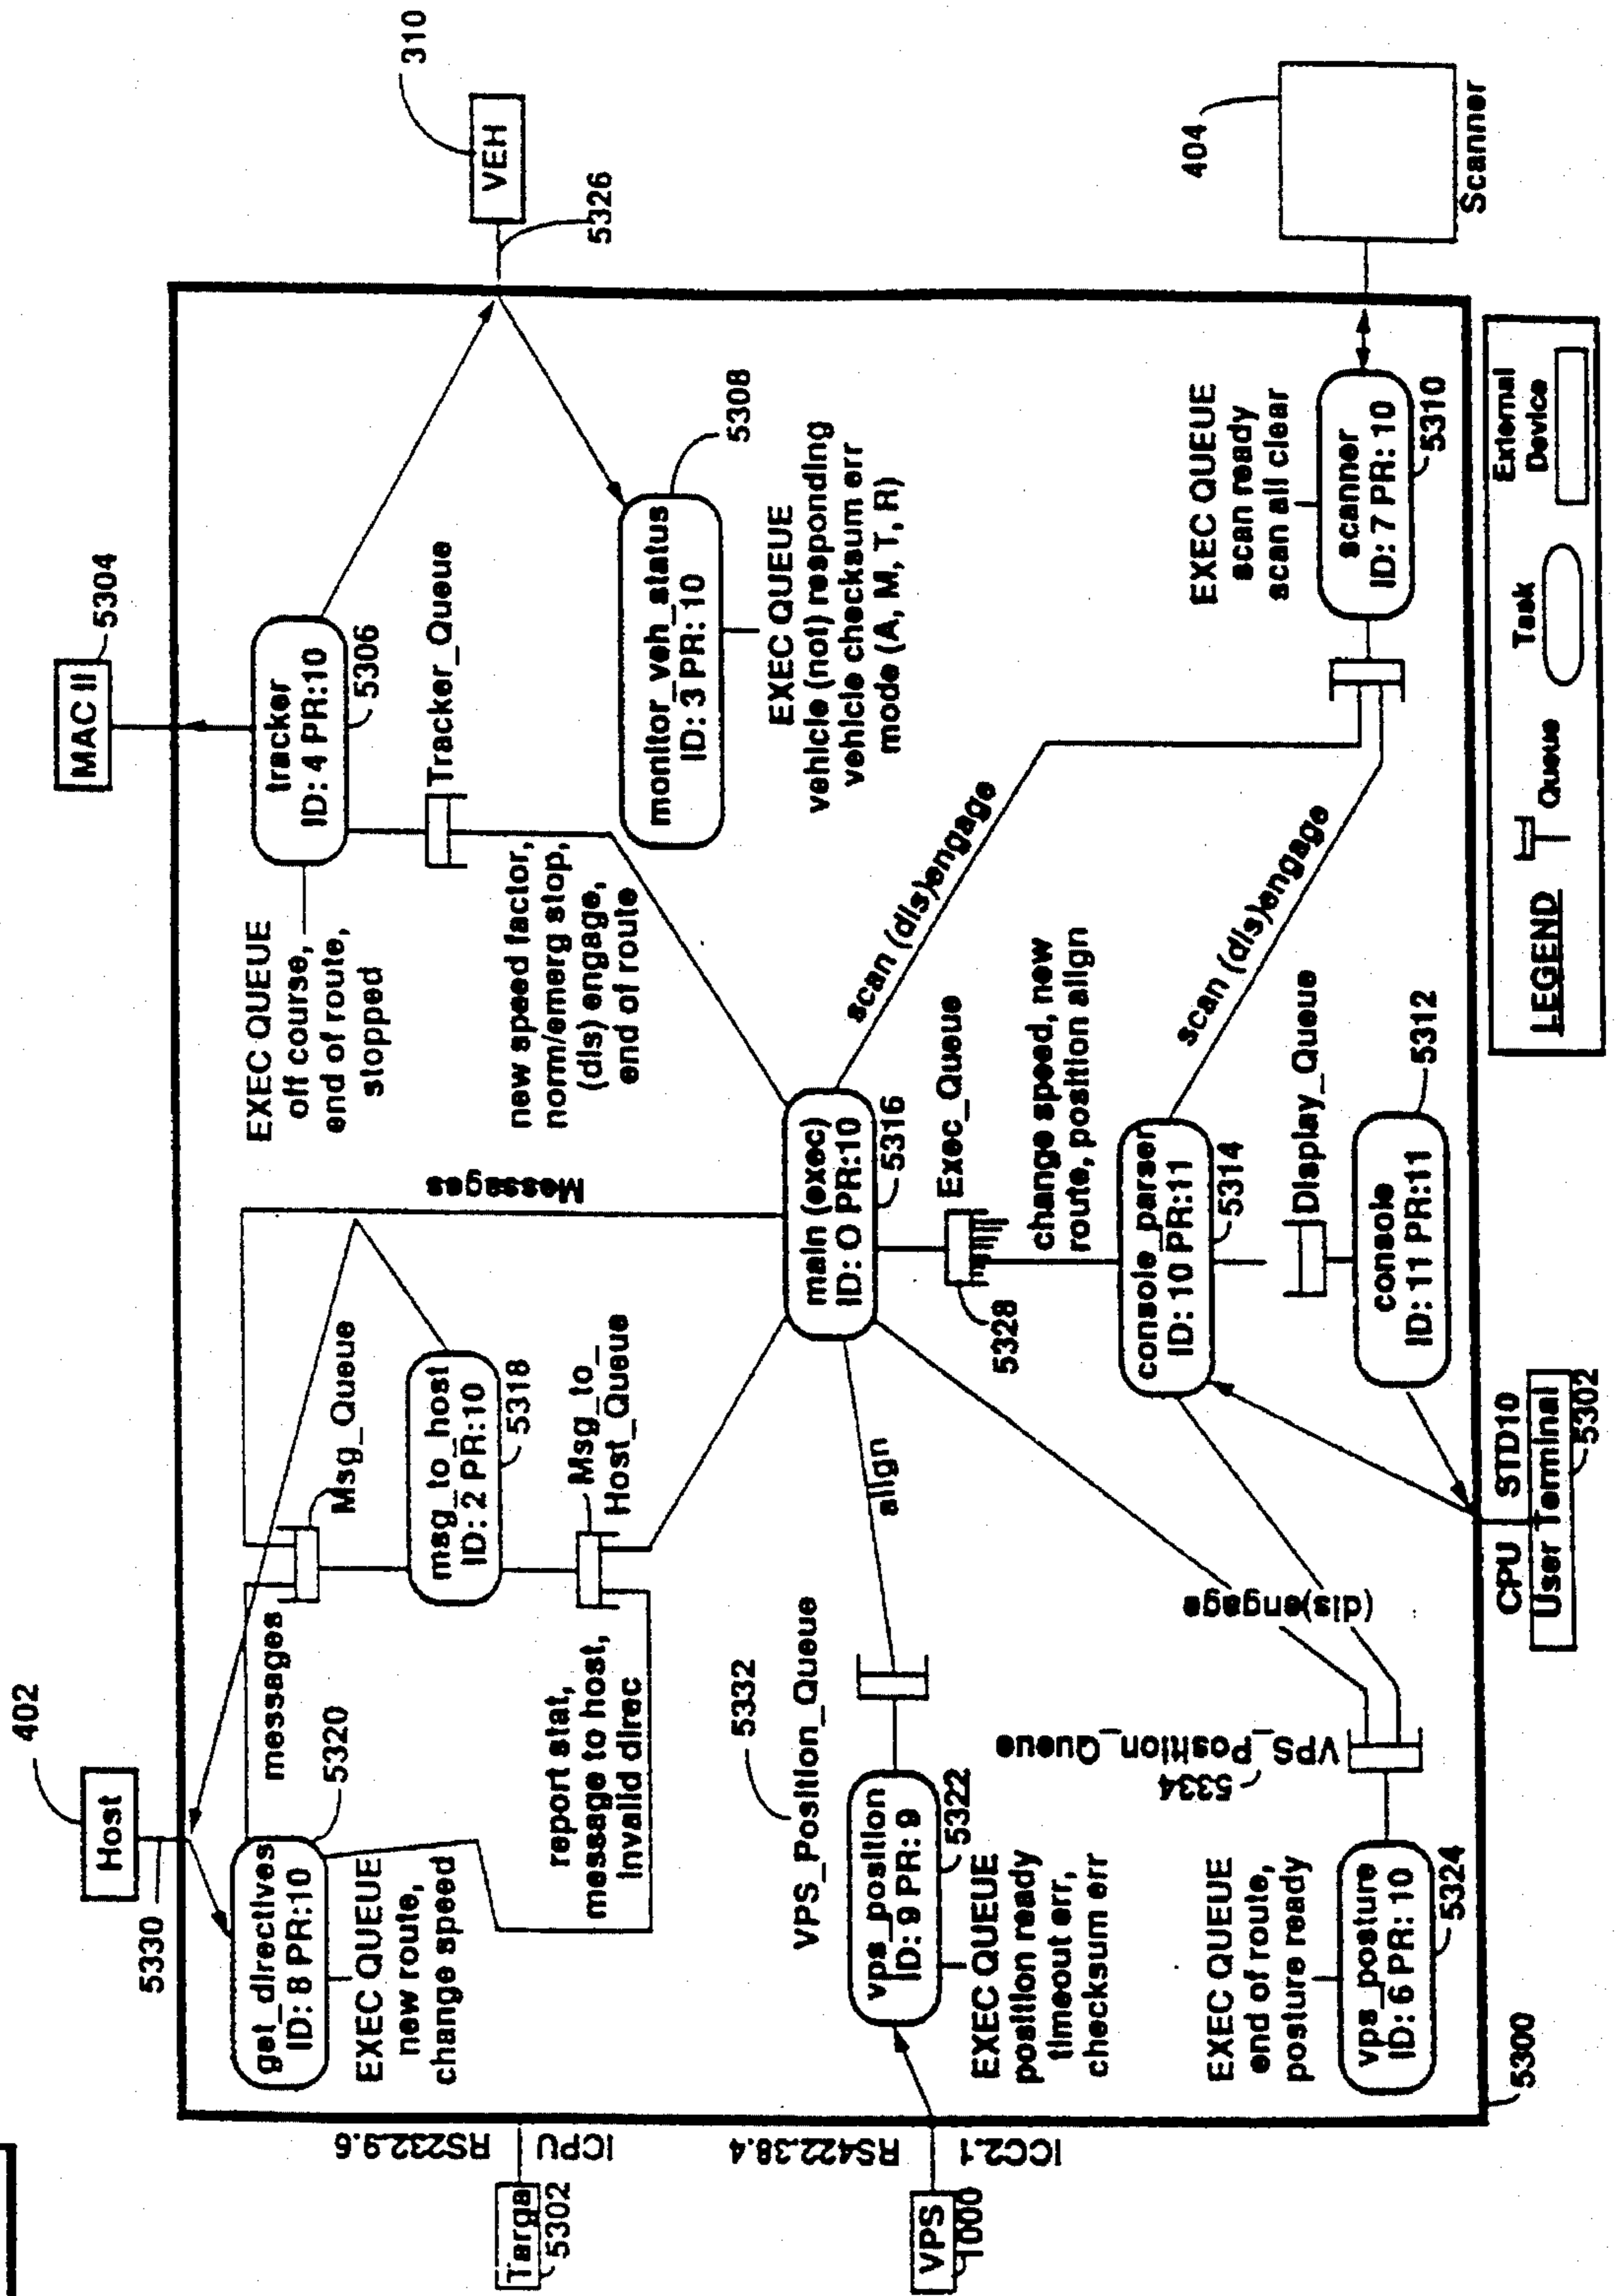 402
Host
5330
MAC II
5304
310
VEH
5326
404
Scanner
RS232.9.6
ICPU
Targa
5302
RS422.38.4
ICC2.1
VPS
1000
get_directives
ID: 8 PR:10
5320
EXEC QUEUE
new route,
change speed
messages
Msg_Queue
msg_to_host
ID: 2 PR:10
5318
Msg_to_
Host_Queue
report stat,
message to host,
invalid direc
Messages
EXEC QUEUE
off course,
end of route,
stopped
tracker
ID: 4 PR:10
5306
Tracker_Queue
new speed factor,
norm/emerg stop,
(dis) engage,
end of route
monitor_veh_status
ID: 3 PR: 10
5308
EXEC QUEUE
vehicle (not) responding
vehicle checksum err
mode (A, M, T, R)
5332
VPS_Position_Queue
vps_position
ID: 9 PR: 9
5322
EXEC QUEUE
position ready
timeout err,
checksum err
align
main (exec)
ID: O PR:10
5316
Exec_Queue
5328
change speed, new
route, position align
scan (dis)engage
scan (dis)engage
console_parser
ID: 10 PR:11
5314
Display_Queue
console
ID: 11 PR:11
5312
EXEC QUEUE
scan ready
scan all clear
scanner
ID: 7 PR: 10
5310
(dis)engage
VPS_Position_Queue
5334
EXEC QUEUE
end of route,
posture ready
vps_posture
ID: 6 PR: 10
5324
5300
CPU
STD10
User Terminal
5302
LEGEND
Queue
Task
External
Device